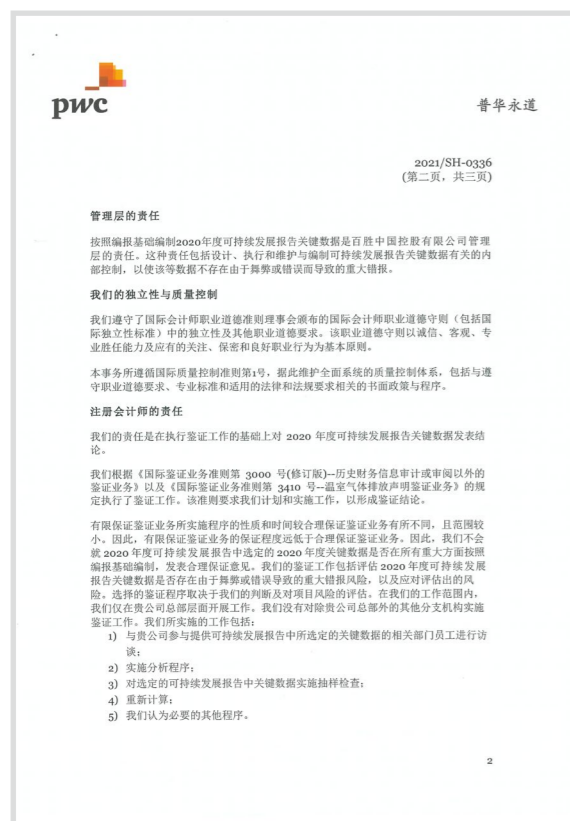 pwc
普华永道
2021/SH-0336
(第二页，共三页)
管理层的责任
按照编报基础编制2020年度可持续发展报告关键数据是百胜中国控股有限公司管理
层的责任。这种责任包括设计、执行和维护与编制可持续发展报告关键数据有关的内
部控制，以使该等数据不存在由于舞弊或错误而导致的重大错报。
我们的独立性与质量控制
我们遵守了国际会计师职业道德准则理事会颁布的国际会计师职业道德守则（包括国
际独立性标准）中的独立性及其他职业道德要求。该职业道德守则以诚信、客观、专
业胜任能力及应有的关注、保密和良好职业行为为基本原则。
本事务所遵循国际质量控制准则第1号，据此维护全面系统的质量控制体系，包括与遵
守职业道德要求、专业标准和适用的法律和法规要求相关的书面政策与程序。
注册会计师的责任
我们的责任是在执行鉴证工作的基础上对 2020 年度可持续发展报告关键数据发表结
论。
我们根据《国际鉴证业务准则第 3000 号(修订版)--历史财务信息审计或审阅以外的
鉴证业务》以及《国际鉴证业务准则第 3410 号--温室气体排放声明鉴证业务》的规
定执行了鉴证工作。该准则要求我们计划和实施工作，以形成鉴证结论。
有限保证鉴证业务所实施程序的性质和时间较合理保证鉴证业务有所不同，且范围较
小。因此，有限保证鉴证业务的保证程度远低于合理保证鉴证业务。因此，我们不会
就 2020 年度可持续发展报告中选定的 2020 年度关键数据是否在所有重大方面按照
编报基础编制，发表合理保证意见。我们的鉴证工作包括评估 2020 年度可持续发展
报告关键数据是否存在由于舞弊或错误导致的重大错报风险，以及应对评估出的风
险。选择的鉴证程序取决于我们的判断及对项目风险的评估。在我们的工作范围内，
我们仅在贵公司总部层面开展工作。我们没有对除贵公司总部外的其他分支机构实施
鉴证工作。我们所实施的工作包括：
1) 与贵公司参与提供可持续发展报告中所选定的关键数据的相关部门员工进行访
谈；
2) 实施分析程序；
3) 对选定的可持续发展报告中关键数据实施抽样检查；
4) 重新计算；
5) 我们认为必要的其他程序。
2